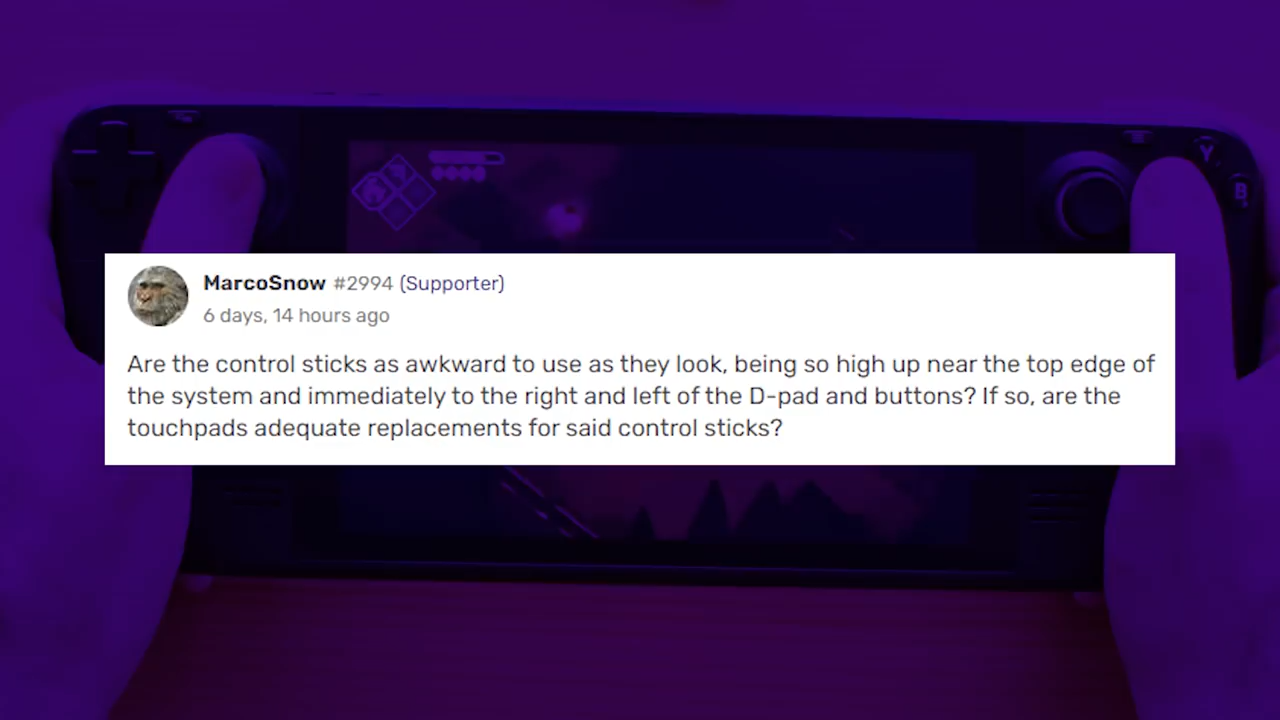 Y
B
MarcoSnow #2994 (Supporter)
6 days, 14 hours ago
Are the control sticks as awkward to use as they look, being so high up near the top edge of
the system and immediately to the right and left of the D-pad and buttons? If so, are the
touchpads adequate replacements for said control sticks?